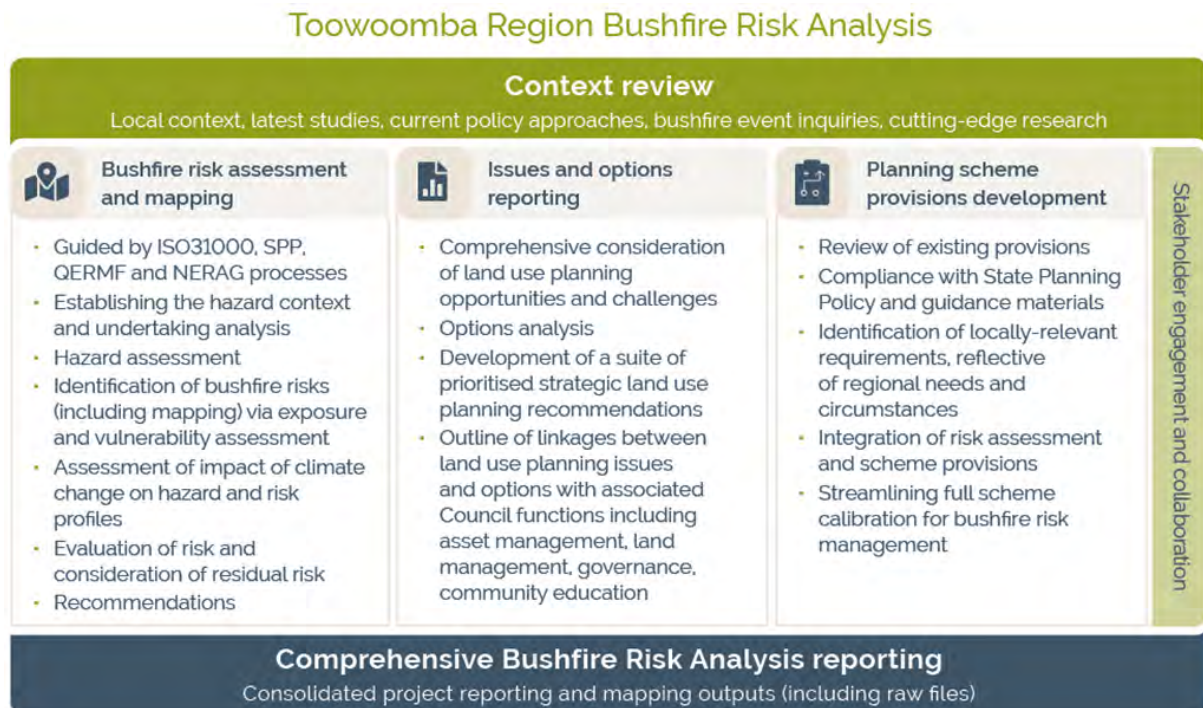 Toowoomba Region Bushfire Risk Analysis
Context review
Local context, latest studies, current policy approaches, bushfire event inquiries, cutting-edge research
Bushfire risk assessment
and mapping
• Guided by ISO31000, SPP,
QERMF and NERAG processes
• Establishing the hazard context
and undertaking analysis
• Hazard assessment
• Identification of bushfire risks
(including mapping) via exposure
and vulnerability assessment
• Assessment of impact of climate
change on hazard and risk
profiles
• Evaluation of risk and
consideration of residual risk
• Recommendations
Issues and options
reporting
• Comprehensive consideration
of land use planning
opportunities and challenges
• Options analysis
• Development of a suite of
prioritised strategic land use
planning recommendations
• Outline of linkages between
land use planning issues
and options with associated
Council functions including
asset management, land
management, governance,
community education
Planning scheme
provisions development
• Review of existing provisions
• Compliance with State Planning
Policy and guidance materials
• Identification of locally-relevant
requirements, reflective
of regional needs and
circumstances
• Integration of risk assessment
and scheme provisions
• Streamlining full scheme
calibration for bushfire risk
management
Stakeholder engagement and collaboration
Comprehensive Bushfire Risk Analysis reporting
Consolidated project reporting and mapping outputs (including raw files)